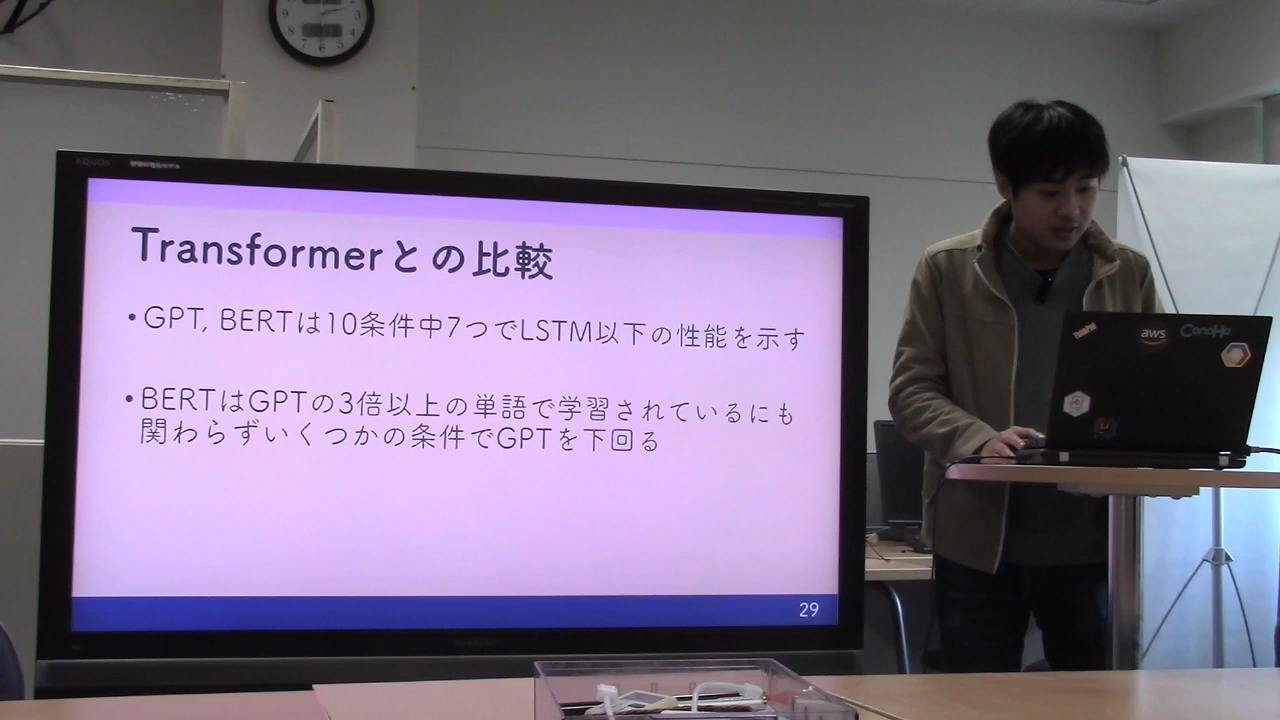 AQUOS
Transformerとの比較
•GPT, BERTは10条件中7つでLSTM以下の性能を示す
•BERTはGPTの3倍以上の単語で学習されているにも
関わらずいくつかの条件でGPTを下回る
29
ThinkPad
aws
ConoHa